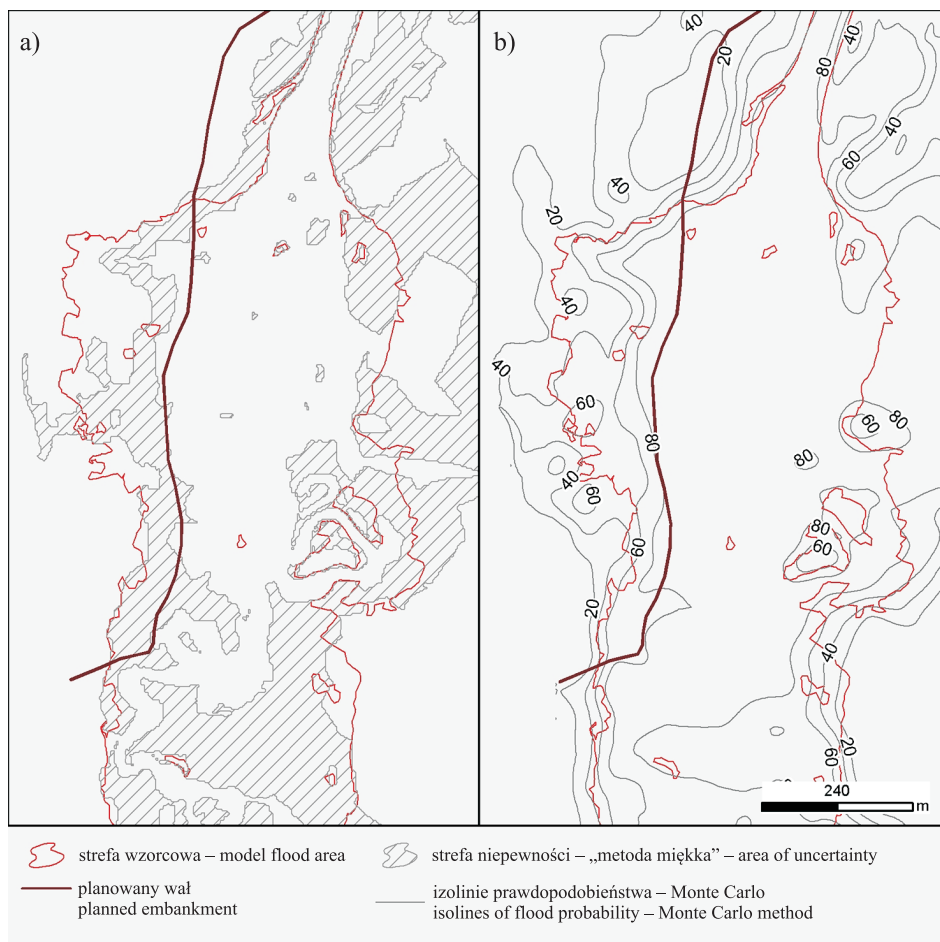 a)
b)
40
20
80
40
40
60
40
20
40
40
60
80
60
80
80
40
60
80
60
60
20
40
20
60
240
m
strefa wzorcowa – model flood area
strefa niepewności – „metoda miękka” – area of uncertainty
planowany wał
planned embankment
izolinie prawdopodobieństwa – Monte Carlo
isolines of flood probability – Monte Carlo method